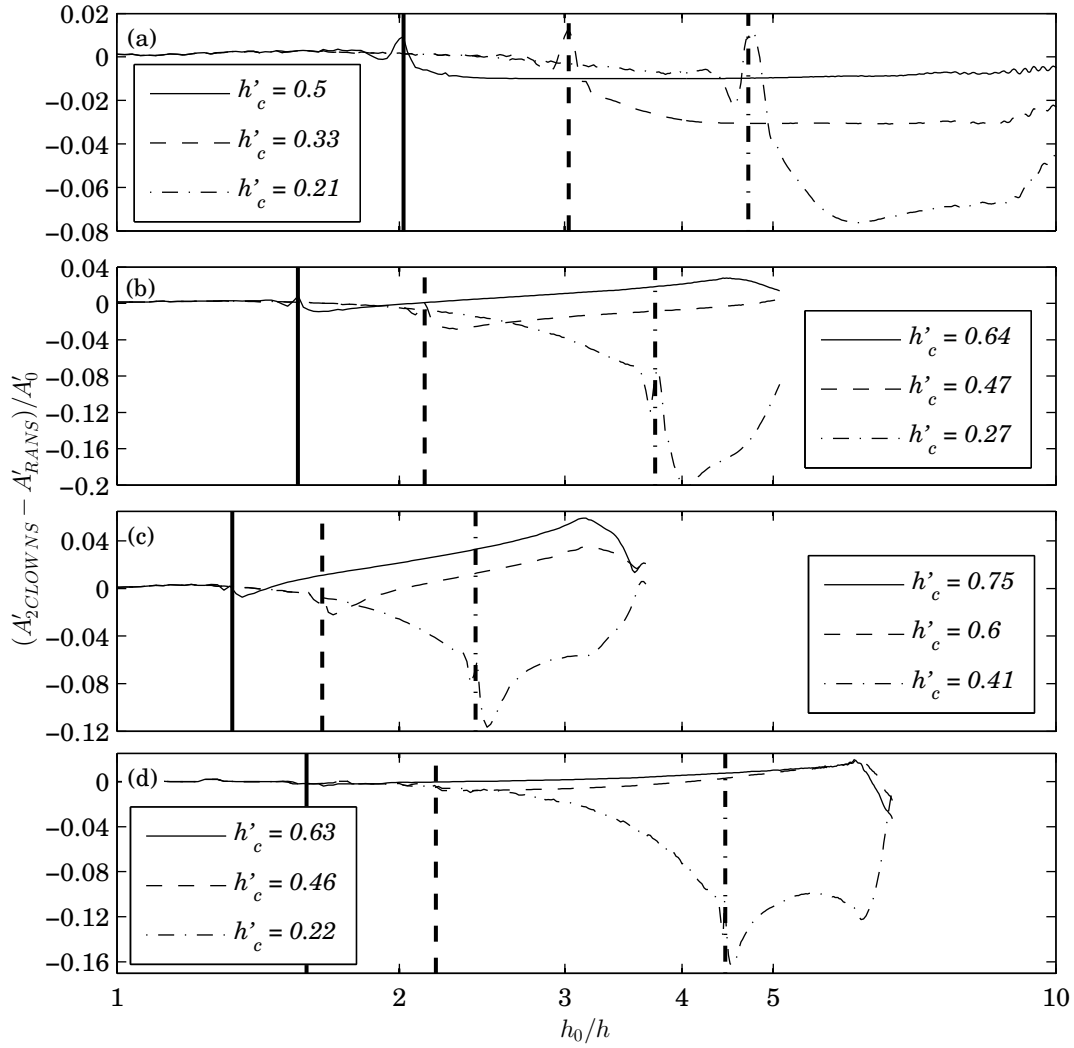 (A′2CLOWNS − A′RANS)/A′0
0.02
0
−0.02
−0.04
−0.06
−0.08
(a)
h'c = 0.5
h'c = 0.33
h'c = 0.21
0.04
0
−0.04
−0.08
−0.12
−0.16
−0.2
(b)
h'c = 0.64
h'c = 0.47
h'c = 0.27
0.04
0
−0.04
−0.08
−0.12
(c)
h'c = 0.75
h'c = 0.6
h'c = 0.41
0
−0.04
−0.08
−0.12
−0.16
(d)
h'c = 0.63
h'c = 0.46
h'c = 0.22
1 2 3 4 5 10
h0/h